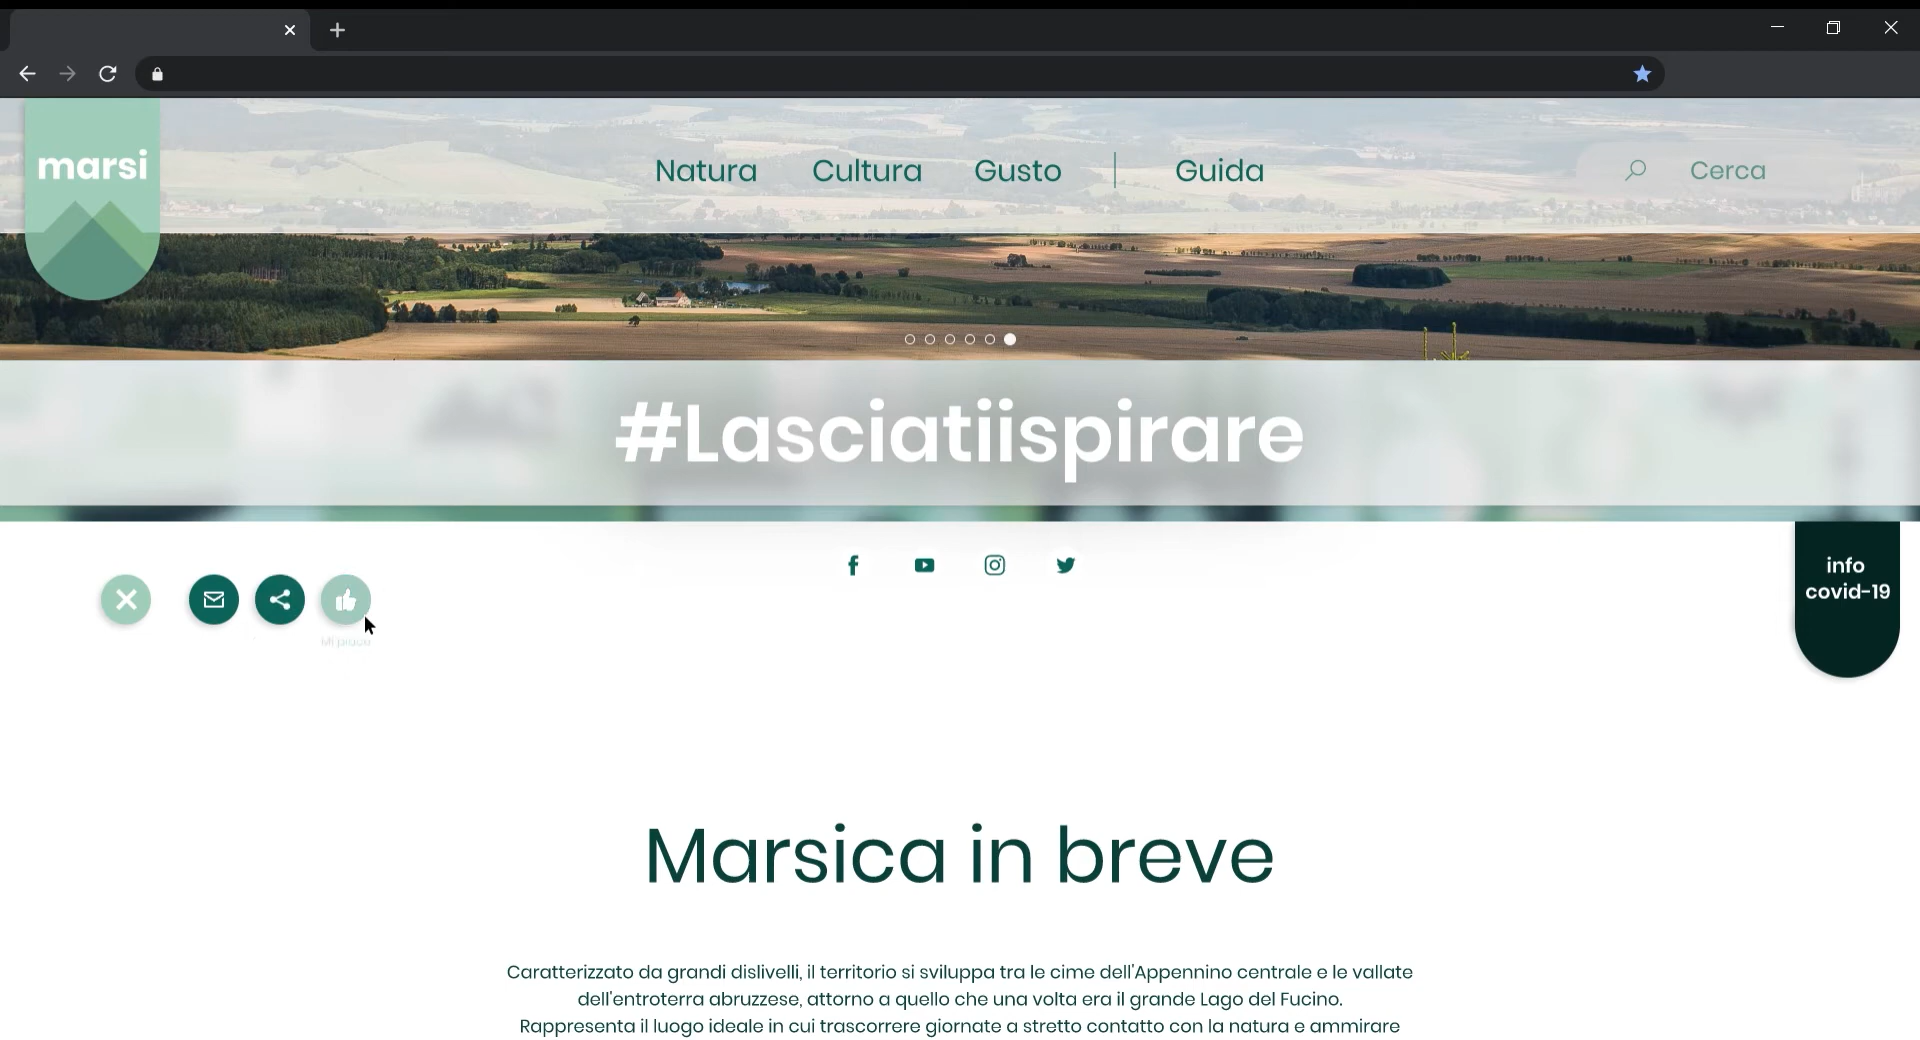 marsi
Natura Cultura Gusto Guida
Cerca
#Lasciatiispirare
info
covid-19
Mi piace
Marsica in breve
Caratterizzato da grandi dislivelli, il territorio si sviluppa tra le cime dell'Appennino centrale e le vallate
dell'entroterra abruzzese, attorno a quello che una volta era il grande Lago del Fucino.
Rappresenta il luogo ideale in cui trascorrere giornate a stretto contatto con la natura e ammirare